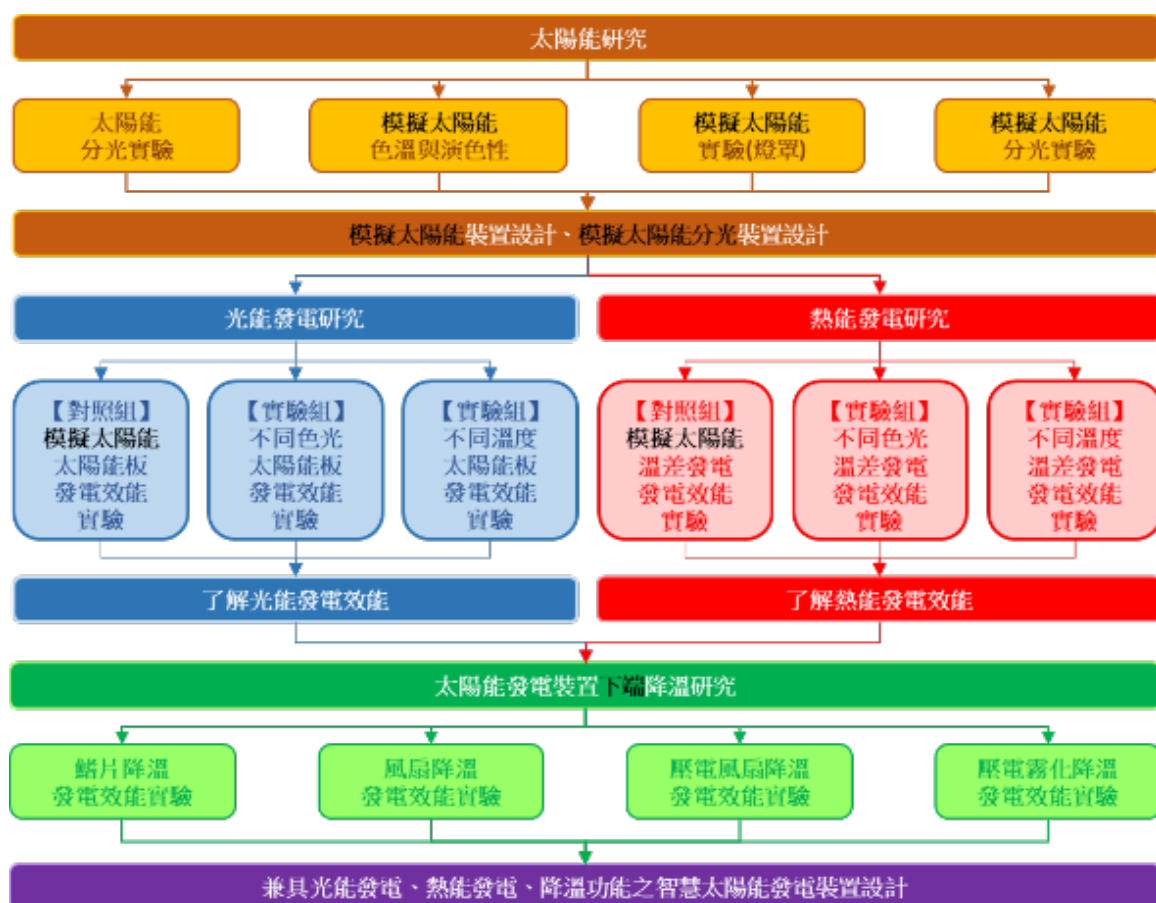 太陽能研究
太陽能
分光實驗
模擬太陽能
色溫與演色性
模擬太陽能
實驗(燈罩)
模擬太陽能
分光實驗
模擬太陽能裝置設計、模擬太陽能分光裝置設計
光能發電研究
熱能發電研究
【對照組】
模擬太陽能
太陽能板
發電效能
實驗
【實驗組】
不同色光
太陽能板
發電效能
實驗
【實驗組】
不同溫度
太陽能板
發電效能
實驗
【對照組】
模擬太陽能
溫差發電
發電效能
實驗
【實驗組】
不同色光
溫差發電
發電效能
實驗
【實驗組】
不同溫度
溫差發電
發電效能
實驗
了解光能發電效能
了解熱能發電效能
太陽能發電裝置下端降溫研究
鰭片降溫
發電效能實驗
風扇降溫
發電效能實驗
壓電風扇降溫
發電效能實驗
壓電霧化降溫
發電效能實驗
兼具光能發電、熱能發電、降溫功能之智慧太陽能發電裝置設計